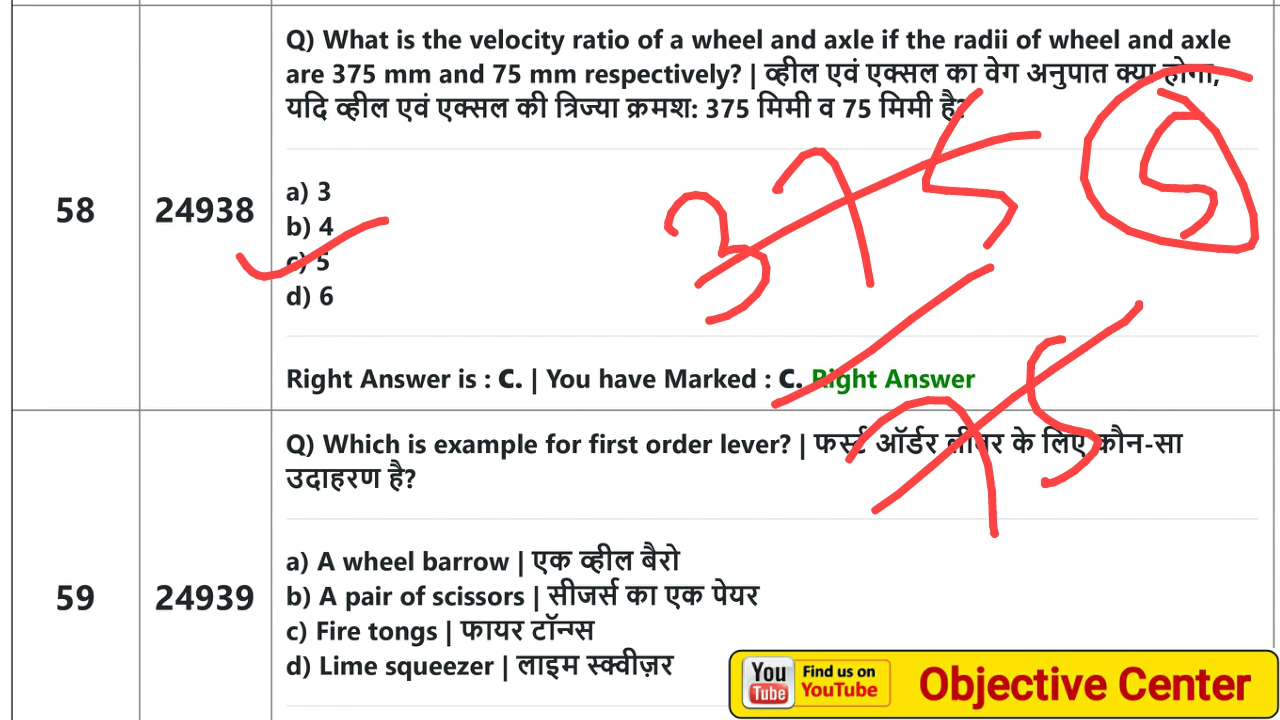 Q) What is the velocity ratio of a wheel and axle if the radii of wheel and axle
are 375 mm and 75 mm respectively? | व्हील एवं एक्सल का वेग अनुपात क्या होगा,
यदि व्हील एवं एक्सल की त्रिज्या क्रमश: 375 मिमी व 75 मिमी है?
58
24938
a) 3
b) 4
c) 5
d) 6
375
5
75
Right Answer is : C. | You have Marked : C. Right Answer
Q) Which is example for first order lever? | फर्स्ट ऑर्डर लीवर के लिए कौन-सा
उदाहरण है?
59
24939
a) A wheel barrow | एक व्हील बैरो
b) A pair of scissors | सीजर्स का एक पेयर
c) Fire tongs | फायर टॉन्ग्स
d) Lime squeezer | लाइम स्क्वीज़र
You Tube
Find us on
YouTube
Objective Center